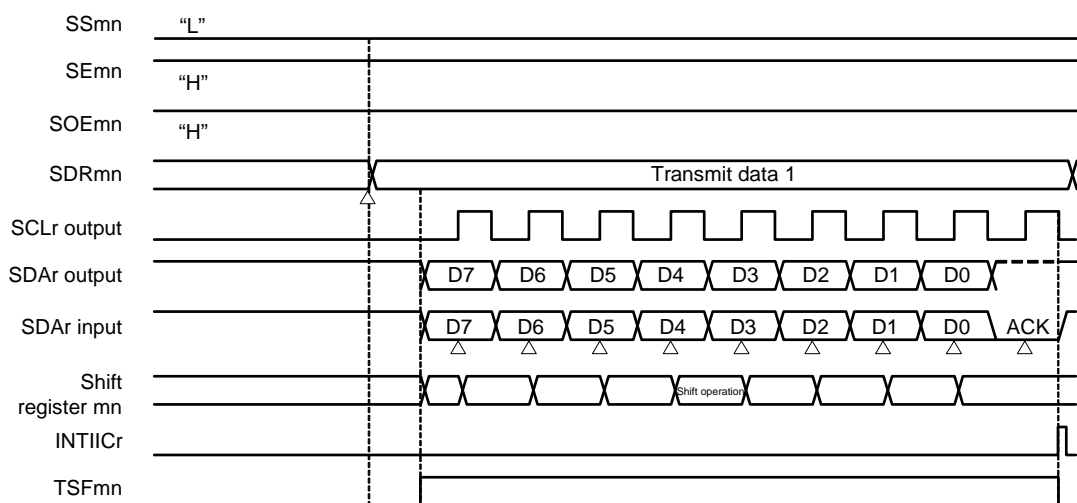 SSmn “L”
SEmn
“H”
SOEmn
“H”
SDRmn Transmit data 1
SCLr output
SDAr output D7 D6 D5 D4 D3 D2 D1 D0
SDAr input D7 D6 D5 D4 D3 D2 D1 D0 ACK
Shift
register mn
Shift operation
INTIICr
TSFmn